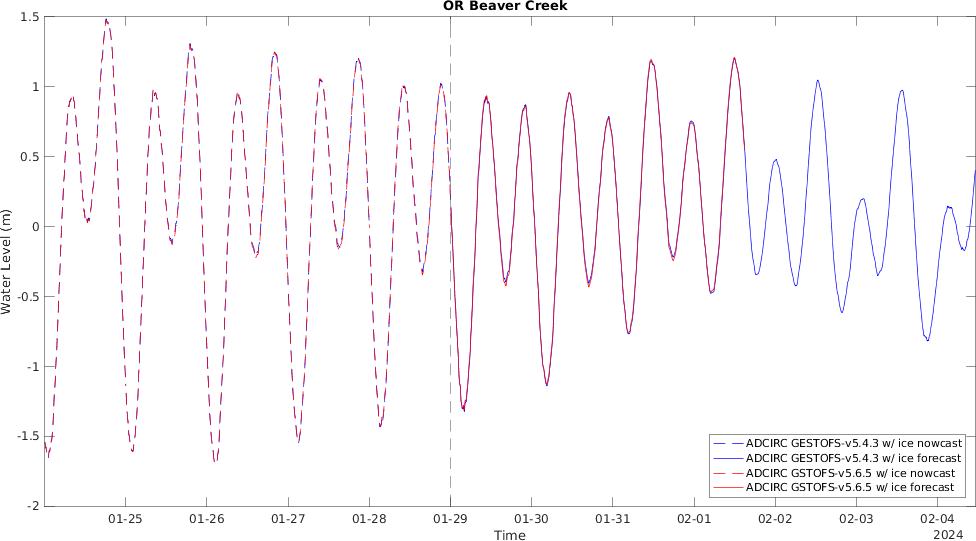 OR Beaver Creek
1.5
1
0.5
0
-0.5
-1
-1.5
-2
Water Level (m)
01-25 01-26 01-27 01-28 01-29 01-30 01-31 02-01 02-02 02-03 02-04
Time
2024
ADCIRC GESTOFS-v5.4.3 w/ ice nowcast
ADCIRC GESTOFS-v5.4.3 w/ ice forecast
ADCIRC GSTOFS-v5.6.5 w/ ice nowcast
ADCIRC GSTOFS-v5.6.5 w/ ice forecast